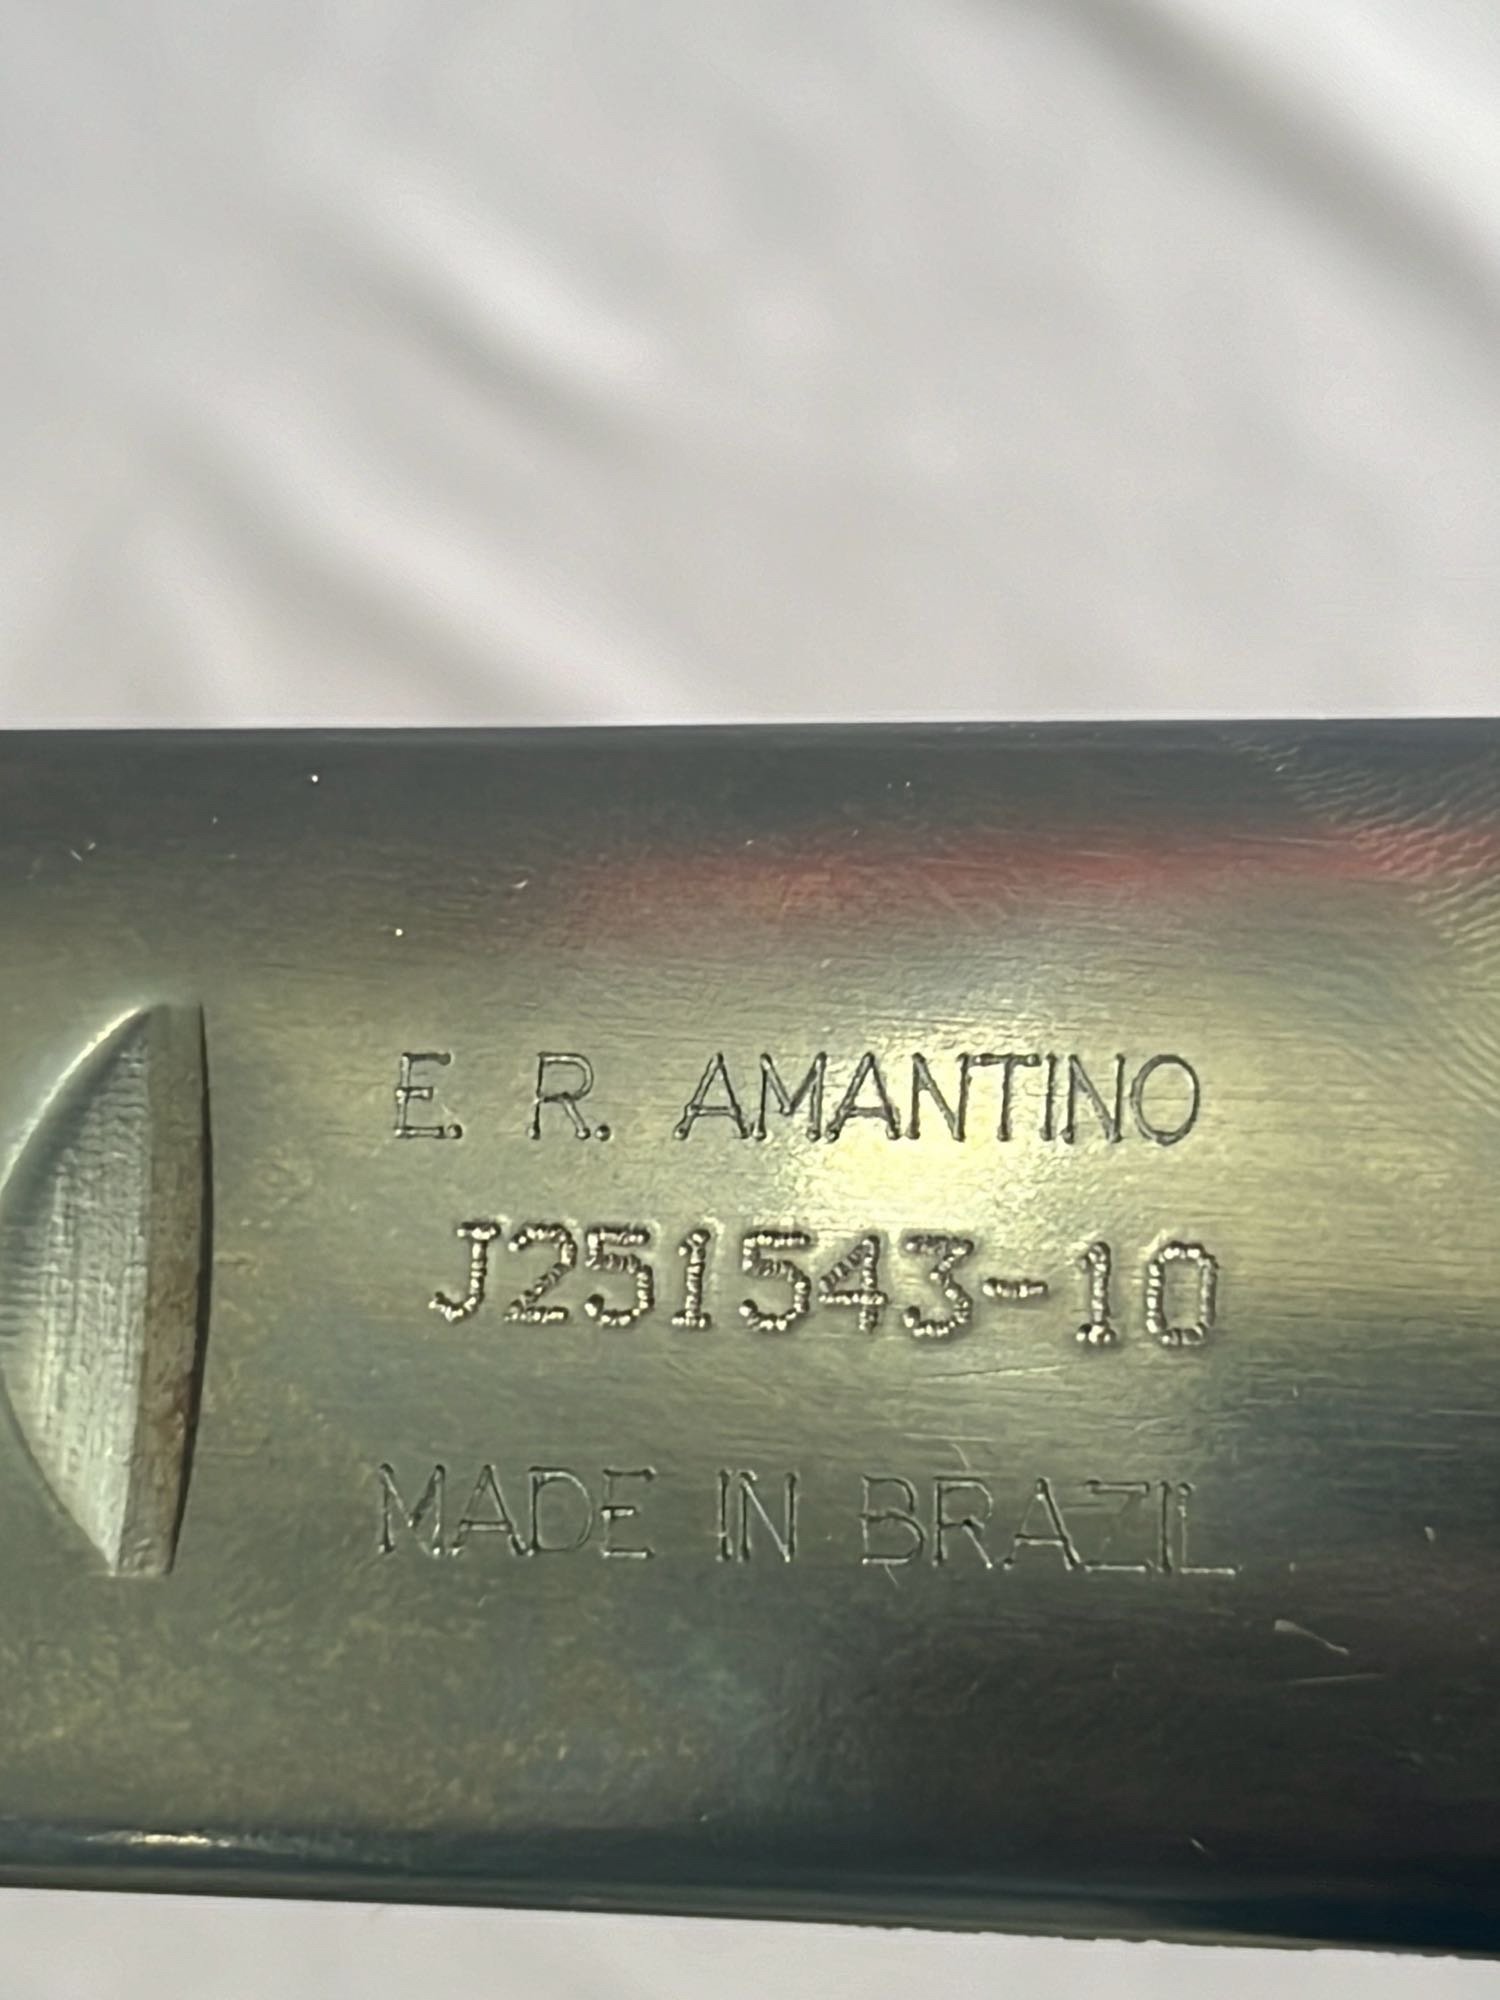 E. R. AMANTINO
J251543-10
MADE IN BRAZIL